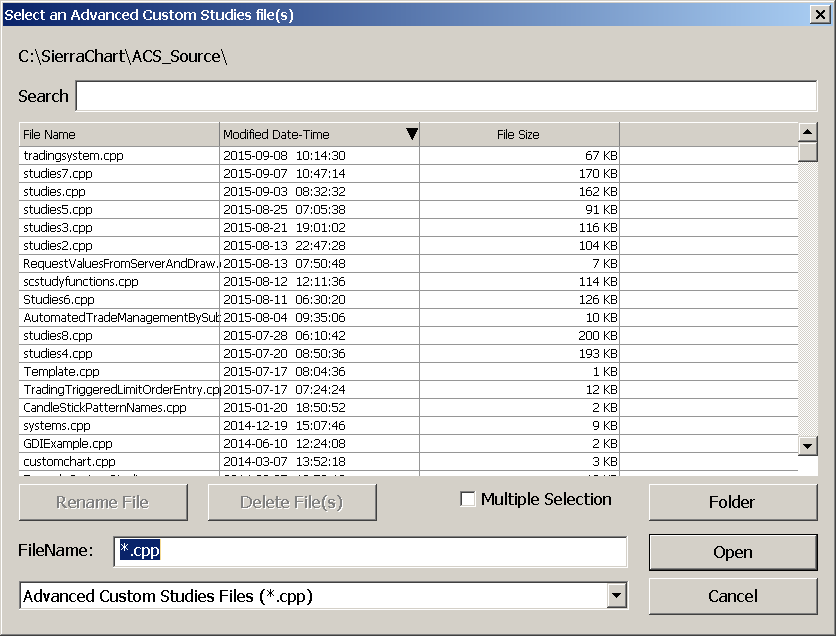 Select an Advanced Custom Studies file(s)
C:\SierraChart\ACS_Source\
Search
File Name Modified Date-Time File Size
tradingsystem.cpp 2015-09-08 10:14:30 67 KB
studies7.cpp 2015-09-07 10:47:14 170 KB
studies.cpp 2015-09-03 08:32:32 162 KB
studies5.cpp 2015-08-25 07:05:38 91 KB
studies3.cpp 2015-08-21 19:01:02 116 KB
studies2.cpp 2015-08-13 22:47:28 104 KB
RequestValuesFromServerAndDraw. 2015-08-13 07:50:48 7 KB
scstudyfunctions.cpp 2015-08-12 12:11:36 114 KB
Studies6.cpp 2015-08-11 06:30:20 126 KB
AutomatedTradeManagementBySub 2015-08-04 09:35:06 10 KB
studies8.cpp 2015-07-28 06:10:42 200 KB
studies4.cpp 2015-07-20 08:50:36 193 KB
Template.cpp 2015-07-17 08:04:36 1 KB
TradingTriggeredLimitOrderEntry.cpp 2015-07-17 07:24:24 12 KB
CandleStickPatternNames.cpp 2015-01-20 18:50:52 2 KB
systems.cpp 2014-12-19 15:07:46 9 KB
GDIExample.cpp 2014-06-10 12:24:08 2 KB
customchart.cpp 2014-03-07 13:52:18 3 KB
Rename File Delete File(s) Multiple Selection Folder
FileName: *.cpp Open
Advanced Custom Studies Files (*.cpp) Cancel